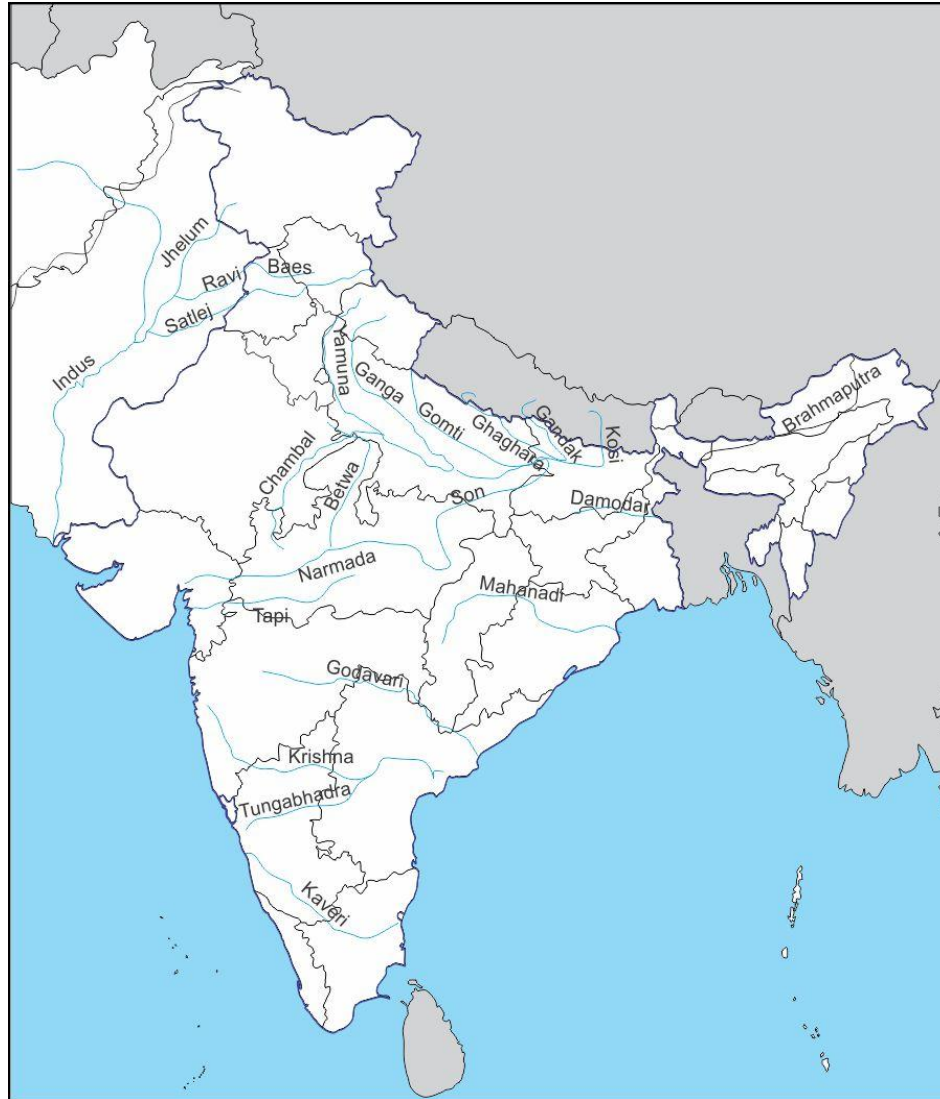 Jhelum
Ravi
Baes
Satlej
Indus
Yamuna
Ganga
Gomti
Ghaghara
Gandak
Kosi
Brahmaputra
Chambal
Betwa
Son
Damodar
Narmada
Tapi
Mahanadi
Godavari
Krishna
Tungabhadra
Kaveri